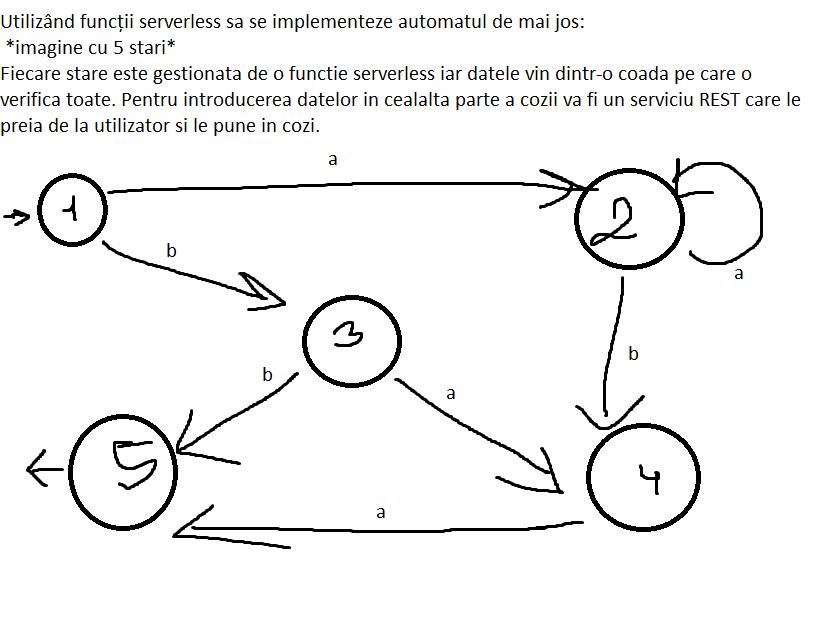 Utilizând funcții serverless sa se implementeze automatul de mai jos:
*imagine cu 5 stari*
Fiecare stare este gestionata de o functie serverless iar datele vin dintr-o coada pe care o
verifica toate. Pentru introducerea datelor in cealalta parte a cozii va fi un serviciu REST care le
preia de la utilizator si le pune in cozi.
a
1
2
b
a
3
b
b
a
5
4
a